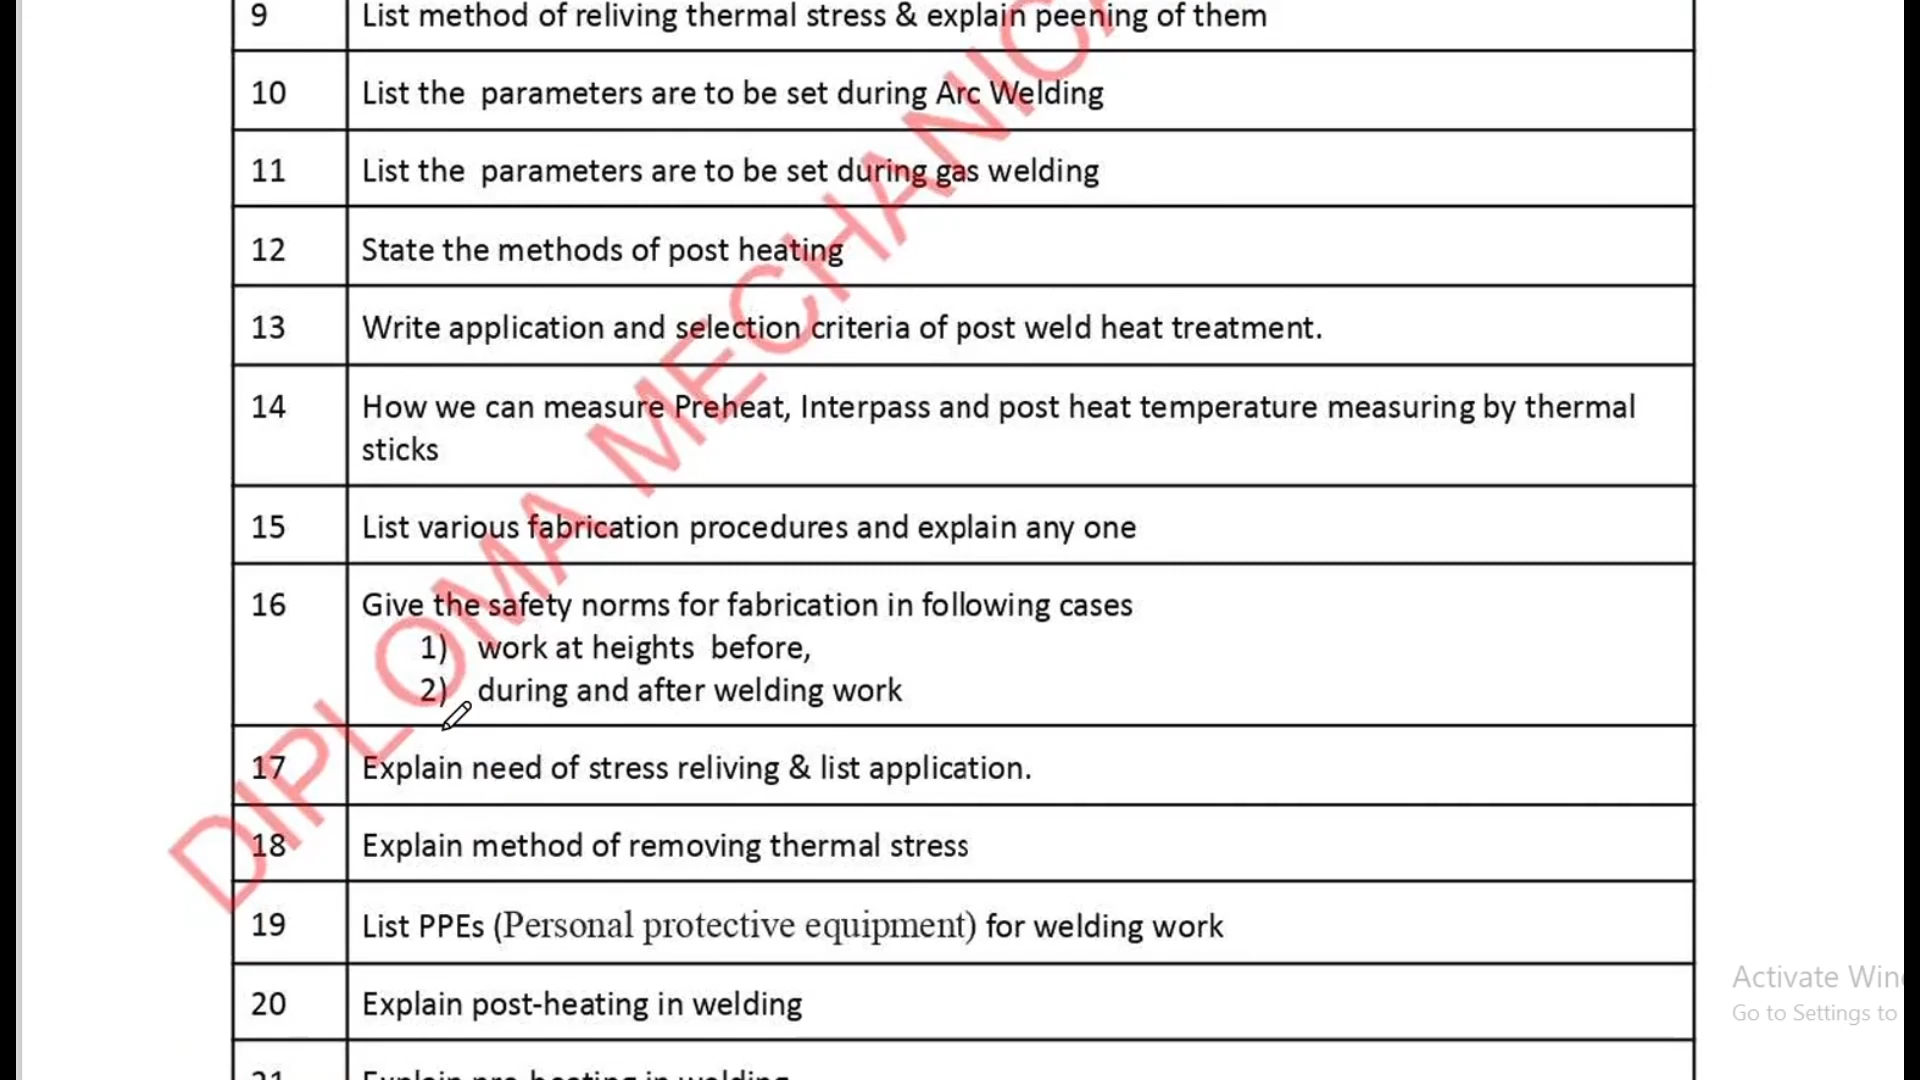 9 List method of reliving thermal stress & explain peening of them
10 List the parameters are to be set during Arc Welding
11 List the parameters are to be set during gas welding
12 State the methods of post heating
13 Write application and selection criteria of post weld heat treatment.
14 How we can measure Preheat, Interpass and post heat temperature measuring by thermal
sticks
15 List various fabrication procedures and explain any one
16 Give the safety norms for fabrication in following cases
1) work at heights before,
2) during and after welding work
17 Explain need of stress reliving & list application.
18 Explain method of removing thermal stress
19 List PPEs (Personal protective equipment) for welding work
20 Explain post-heating in welding
21 Explain pre-heating in welding
DIPLOMA MECHANICA
Activate Win
Go to Settings to